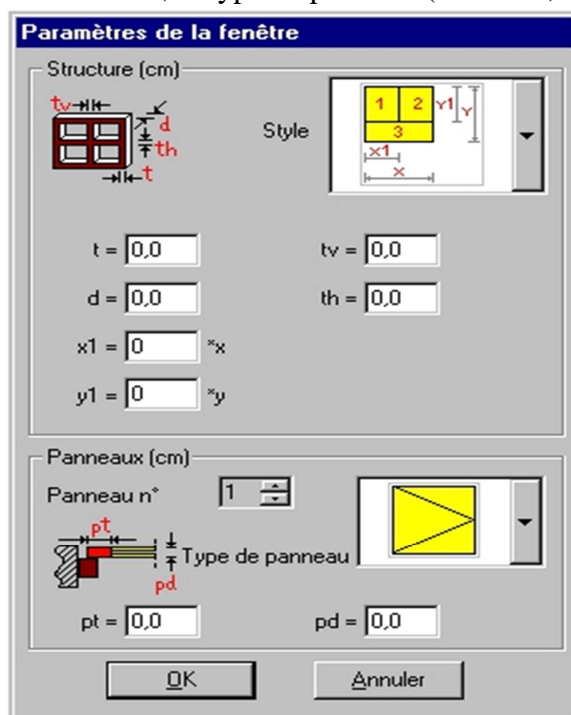 Paramètres de la fenêtre
Structure (cm)
tv
d
th
t
Style
1 2 Y1 Y
3
x1
x
t = 0,0 tv = 0,0
d = 0,0 th = 0,0
x1 = 0 *x
y1 = 0 *y
Panneaux (cm)
Panneau n° 1
pt
Type de panneau
pd
pt = 0,0 pd = 0,0
OK Annuler